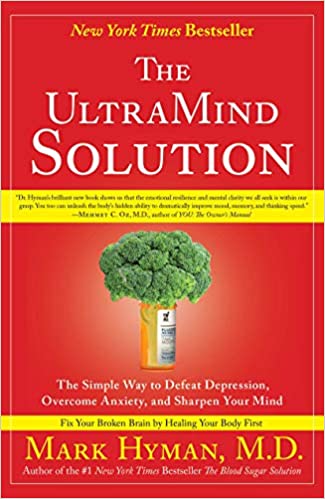 New York Times Bestseller
THE
ULTRAMIND
SOLUTION
"Dr. Hyman's brilliant new book shows us that the emotional resilience and mental clarity we all seek is within our
grasp. You too can unleash the body's hidden ability to dramatically improve mood, memory, and thinking speed."
—MEHMET C. OZ, M.D., author of YOU: The Owner's Manual
The Simple Way to Defeat Depression,
Overcome Anxiety, and Sharpen Your Mind
Fix Your Broken Brain by Healing Your Body First
MARK HYMAN, M.D.
Author of the #1 New York Times Bestseller The Blood Sugar Solution